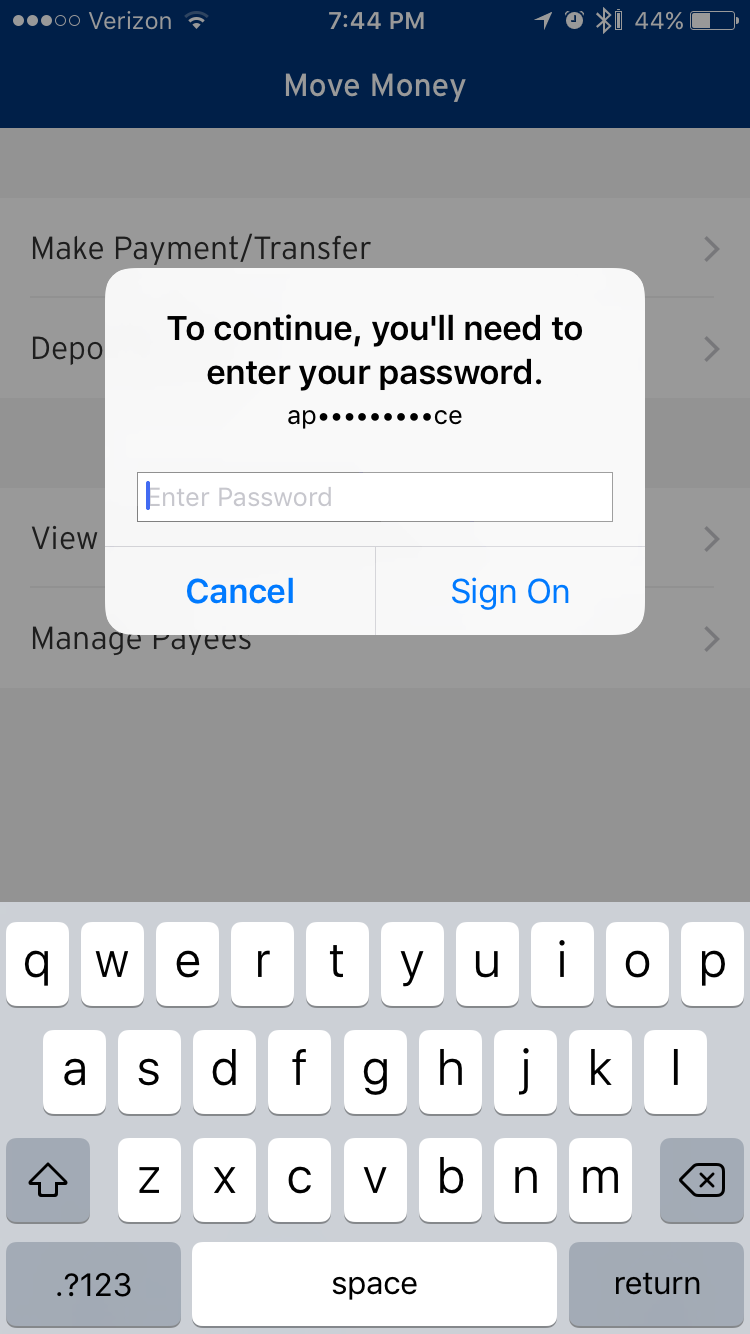 Verizon 7:44 PM 44%
Move Money
Make Payment/Transfer
To continue, you'll need to
enter your password.
Depo
ap•••••••••ce
Enter Password
View
Cancel Sign On
Manage Payees
q w e r t y u i o p
a s d f g h j k l
z x c v b n m
.?123 space return